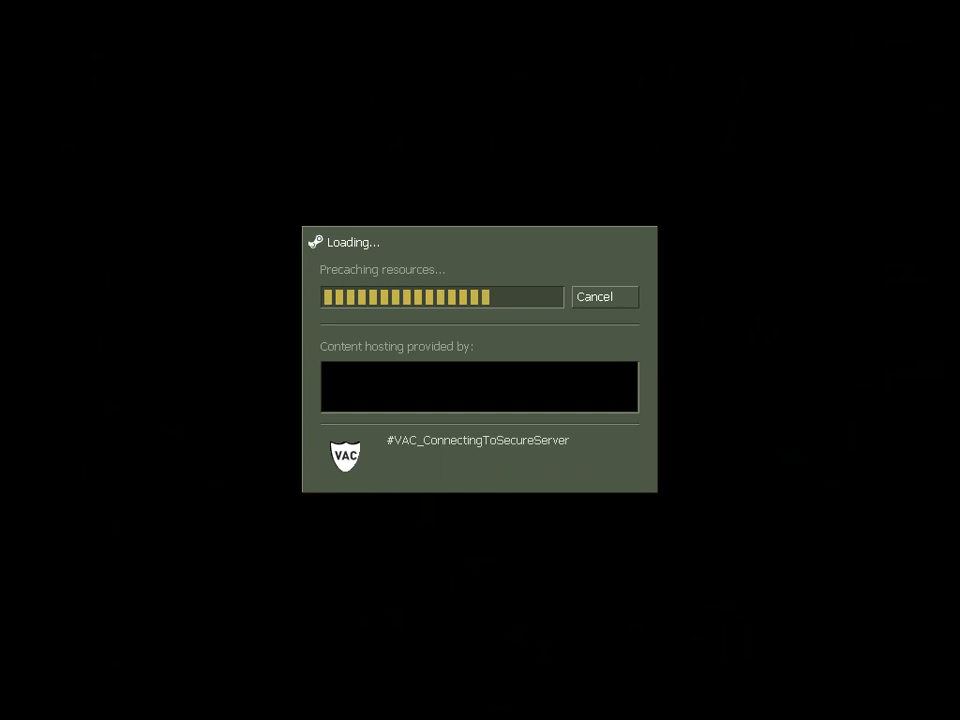 Loading...
Precaching resources...
Cancel
Content hosting provided by:
#VAC_ConnectingToSecureServer
VAC